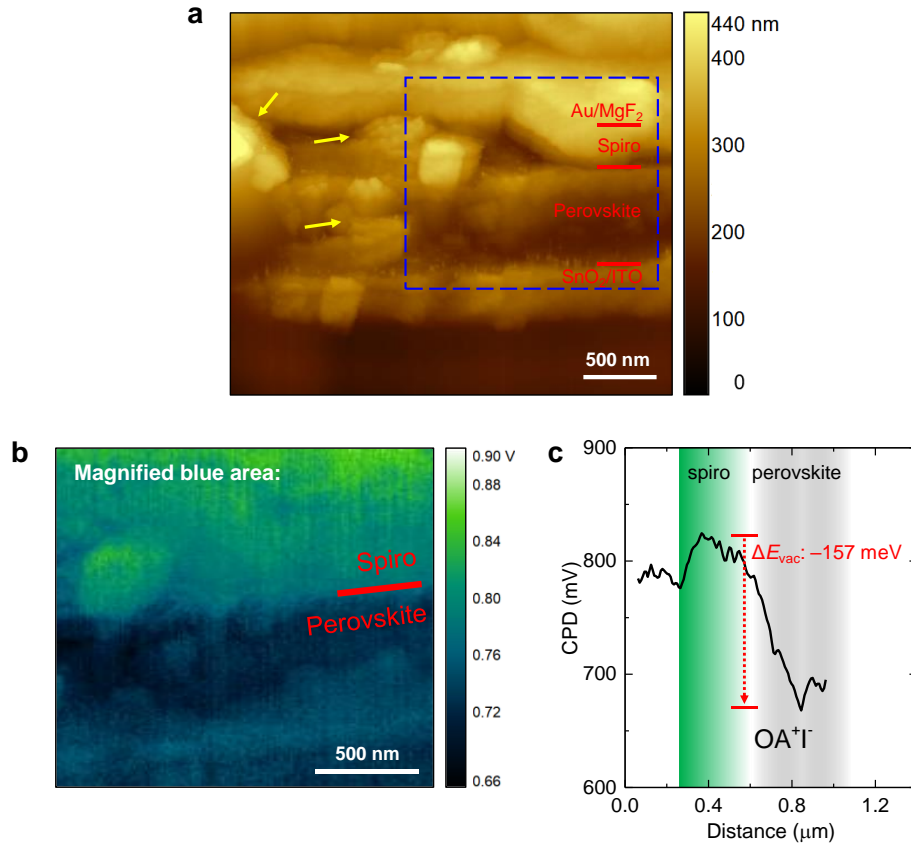 a
440 nm
400
300
200
100
0
Au/MgF₂
Spiro
Perovskite
SnO₂/ITO
500 nm
b
Magnified blue area:
Spiro
Perovskite
500 nm
0.90 V
0.88
0.84
0.80
0.76
0.72
0.66
c
900
800
700
600
CPD (mV)
spiro perovskite
ΔEvac: –157 meV
OA⁺I⁻
0.0 0.4 0.8 1.2
Distance (μm)